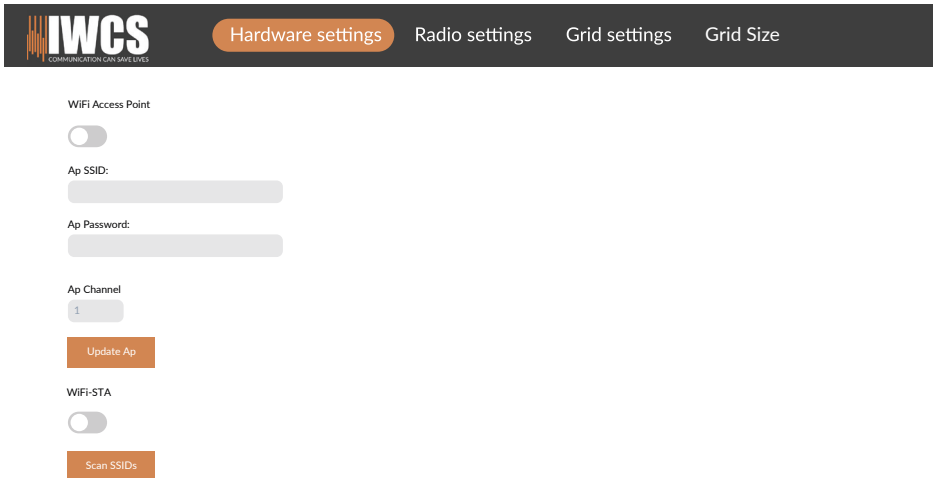 IWCS
COMMUNICATION CAN SAVE LIVES
Hardware settings Radio settings Grid settings Grid Size
WiFi Access Point
Ap SSID:
Ap Password:
Ap Channel
1
Update Ap
WiFi-STA
Scan SSIDs